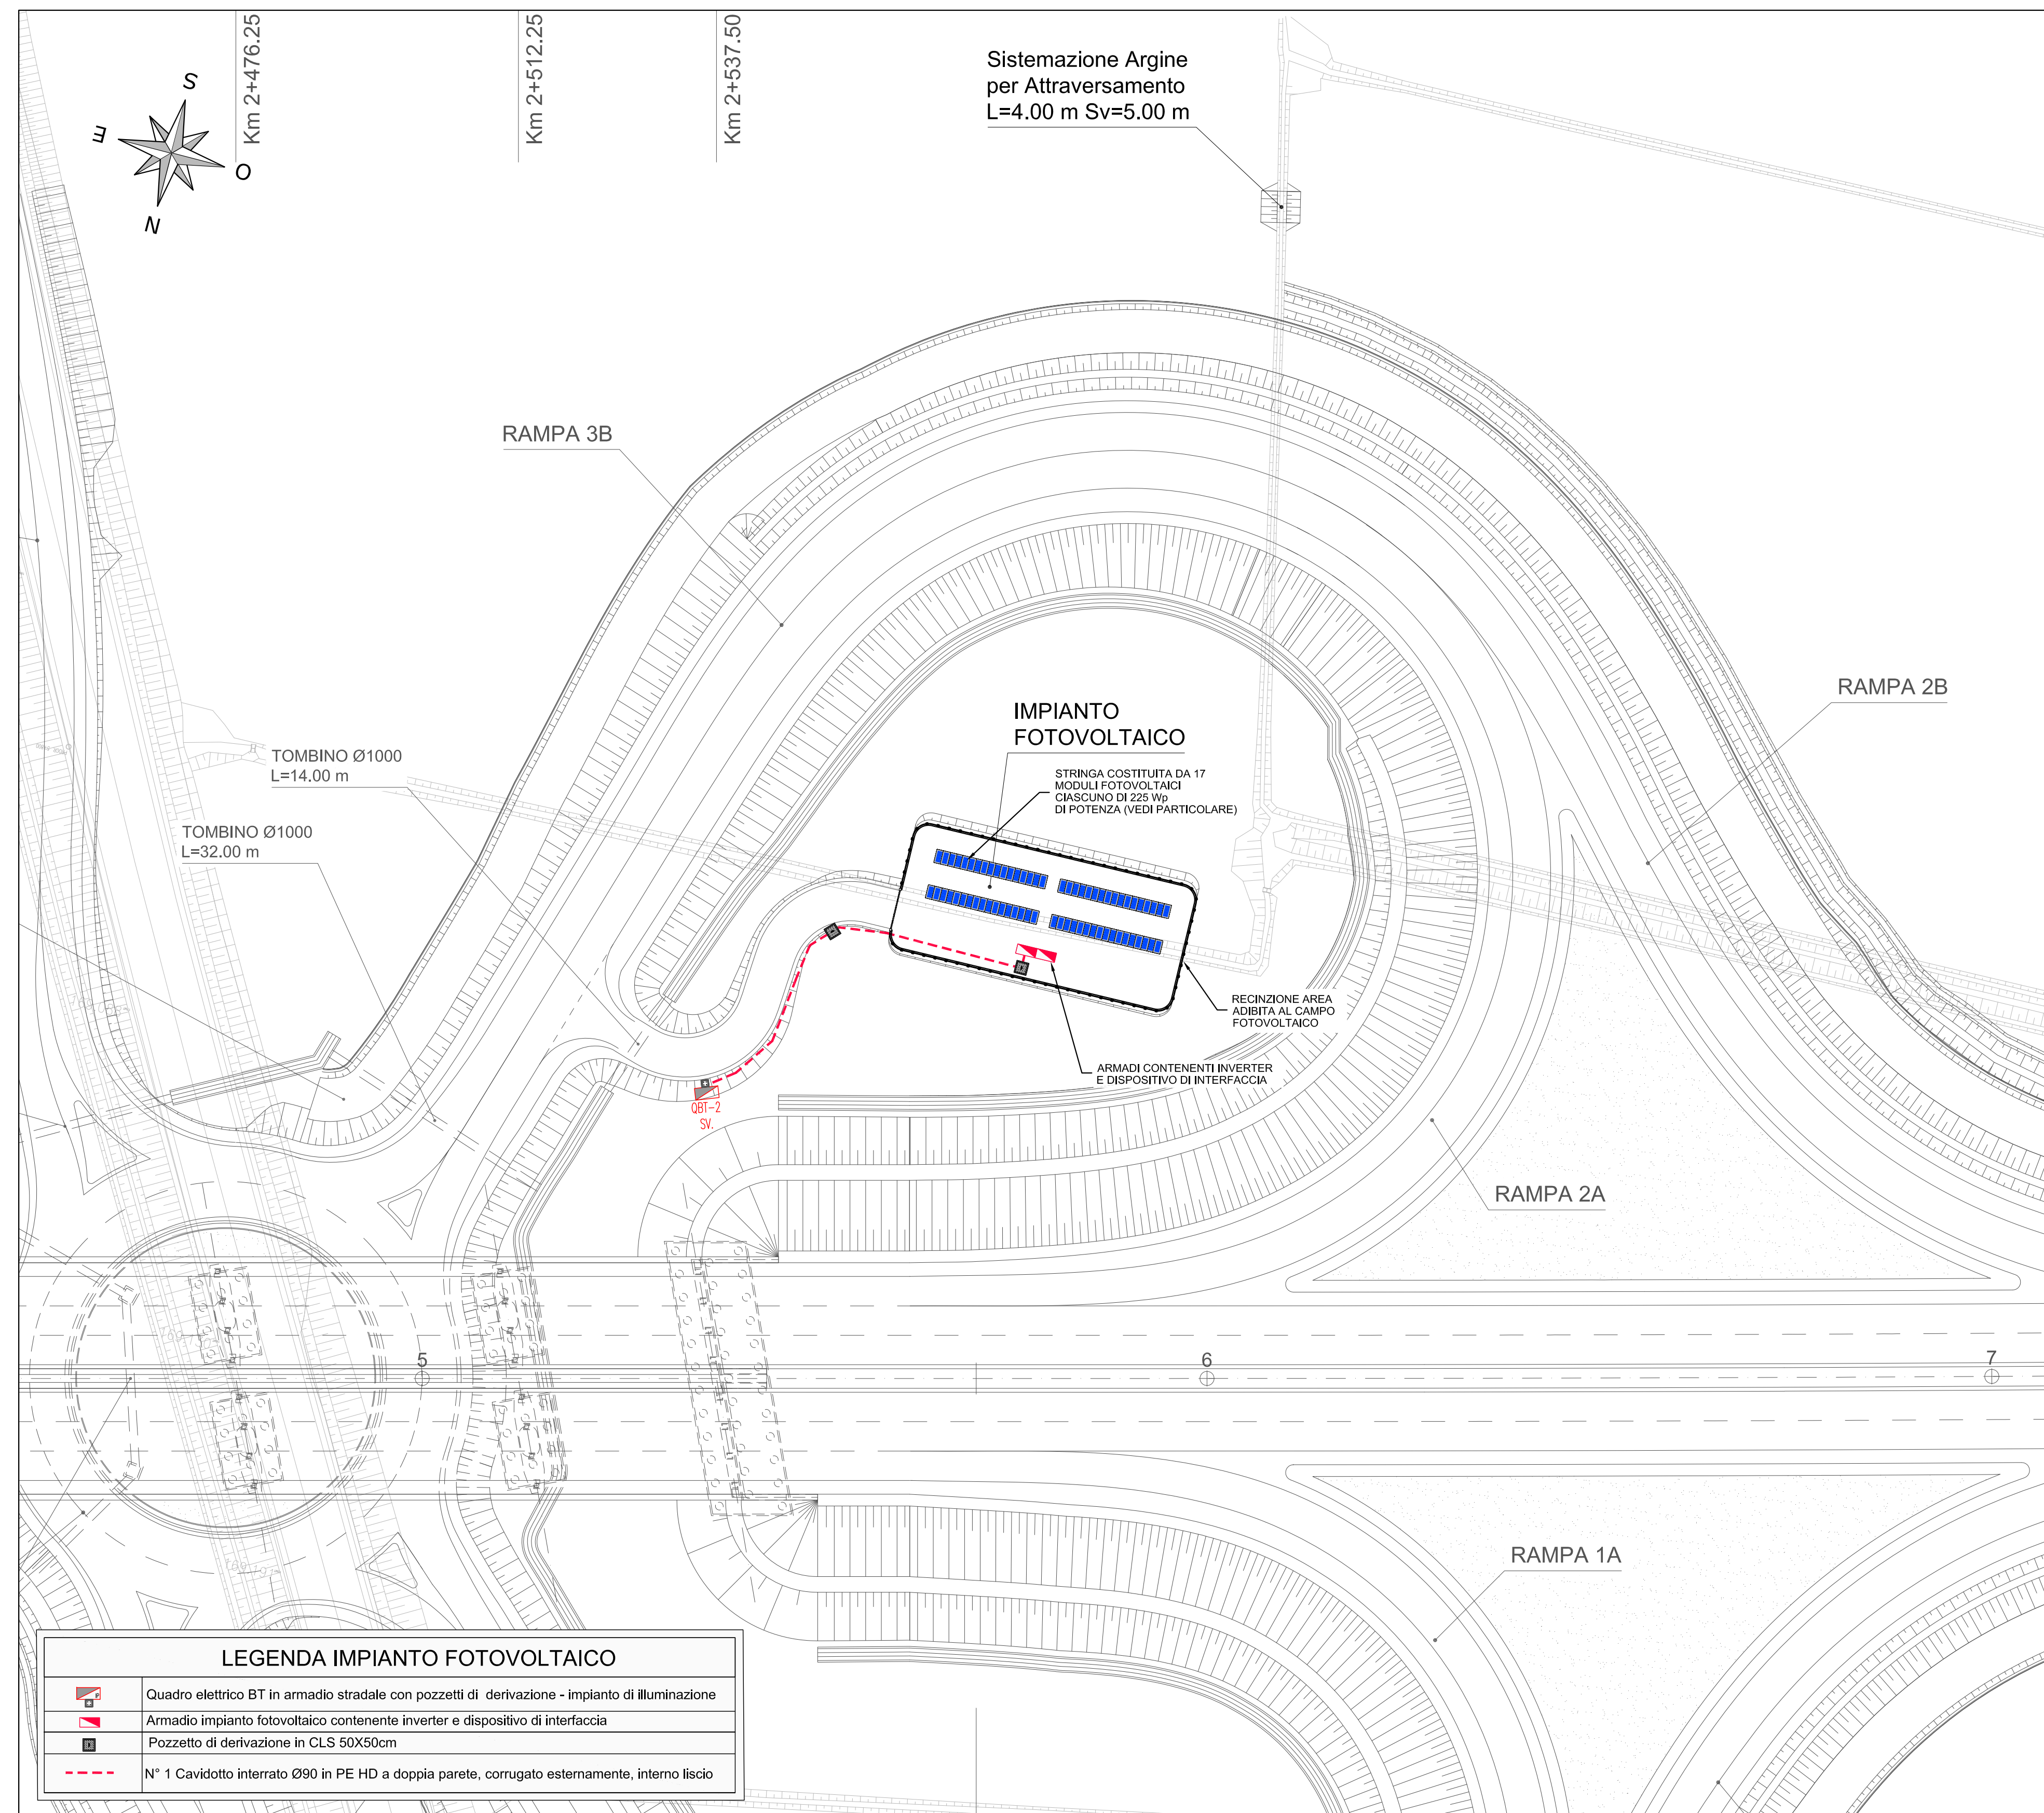 Km 2+476.25
Km 2+512.25
Km 2+537.50
Sistemazione Argine
per Attraversamento
L=4.00 m Sv=5.00 m
S
E
O
N
RAMPA 3B
RAMPA 2B
IMPIANTO
FOTOVOLTAICO
TOMBINO Ø1000
L=14.00 m
STRINGA COSTITUITA DA 17
MODULI FOTOVOLTAICI
CIASCUNO DI 225 Wp
DI POTENZA (VEDI PARTICOLARE)
TOMBINO Ø1000
L=32.00 m
RECINZIONE AREA
ADIBITA AL CAMPO
FOTOVOLTAICO
ARMADI CONTENENTI INVERTER
E DISPOSITIVO DI INTERFACCIA
QBT-2
SV.
RAMPA 2A
5
6
7
RAMPA 1A
LEGENDA IMPIANTO FOTOVOLTAICO
Quadro elettrico BT in armadio stradale con pozzetti di derivazione - impianto di illuminazione
Armadio impianto fotovoltaico contenente inverter e dispositivo di interfaccia
Pozzetto di derivazione in CLS 50X50cm
N° 1 Cavidotto interrato Ø90 in PE HD a doppia parete, corrugato esternamente, interno liscio